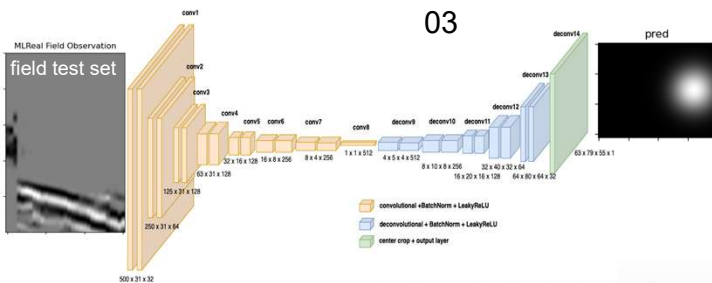 03
MLReal Field Observation
field test set
conv1
conv2
conv3
conv4
conv5
conv6
conv7
conv8
deconv9
deconv10
deconv11
deconv12
deconv13
deconv14
pred
500 x 31 x 32
250 x 31 x 64
125 x 31 x 128
63 x 31 x 128
32 x 16 x 128
16 x 8 x 256
8 x 4 x 256
1 x 1 x 512
4 x 5 x 4 x 512
8 x 10 x 8 x 256
16 x 20 x 16 x 128
32 x 40 x 32 x 64
64 x 80 x 64 x 32
63 x 79 x 55 x 1
convolutional +BatchNorm + LeakyReLU
deconvolutional + BatchNorm + LeakyReLU
center crop + output layer